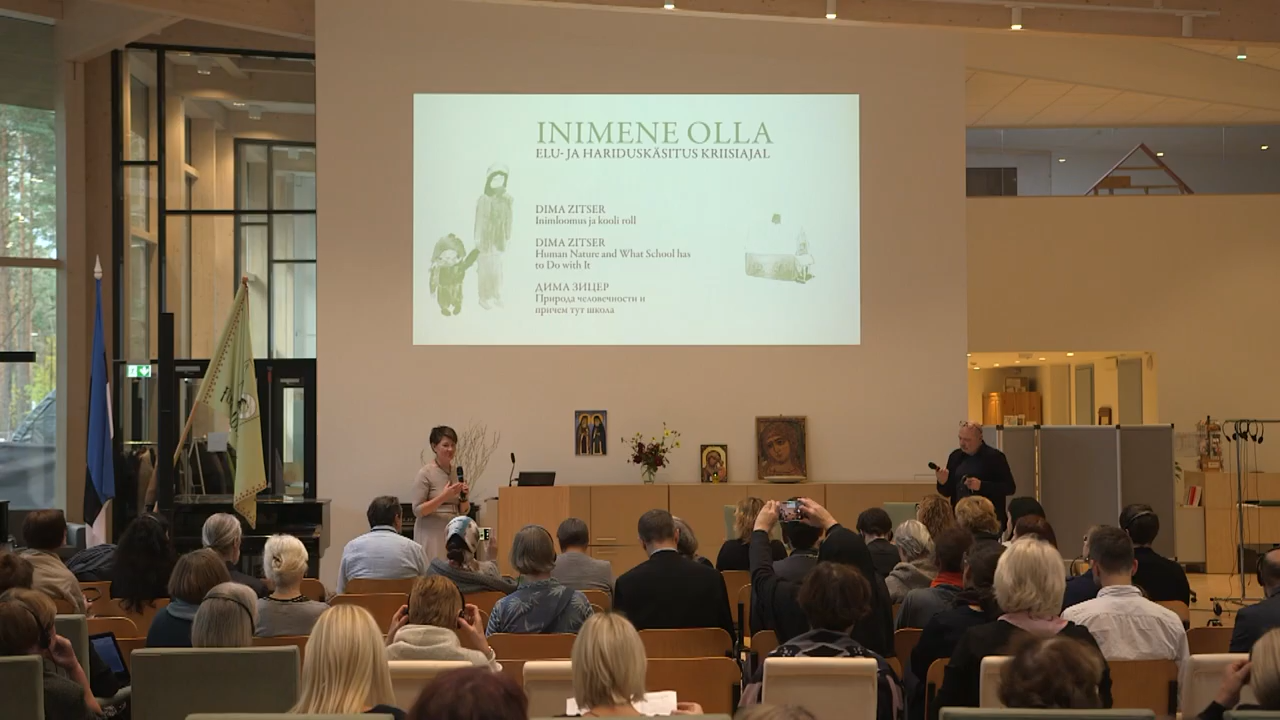 INIMENE OLLA
ELU- JA HARIDUSKÄSITUS KRIISIAJAL
DIMA ZITSER
Inimloomus ja kooli roll
DIMA ZITSER
Human Nature and What School has
to Do with It
ДИМА ЗИЦЕР
Природа человечности и
причем тут школа